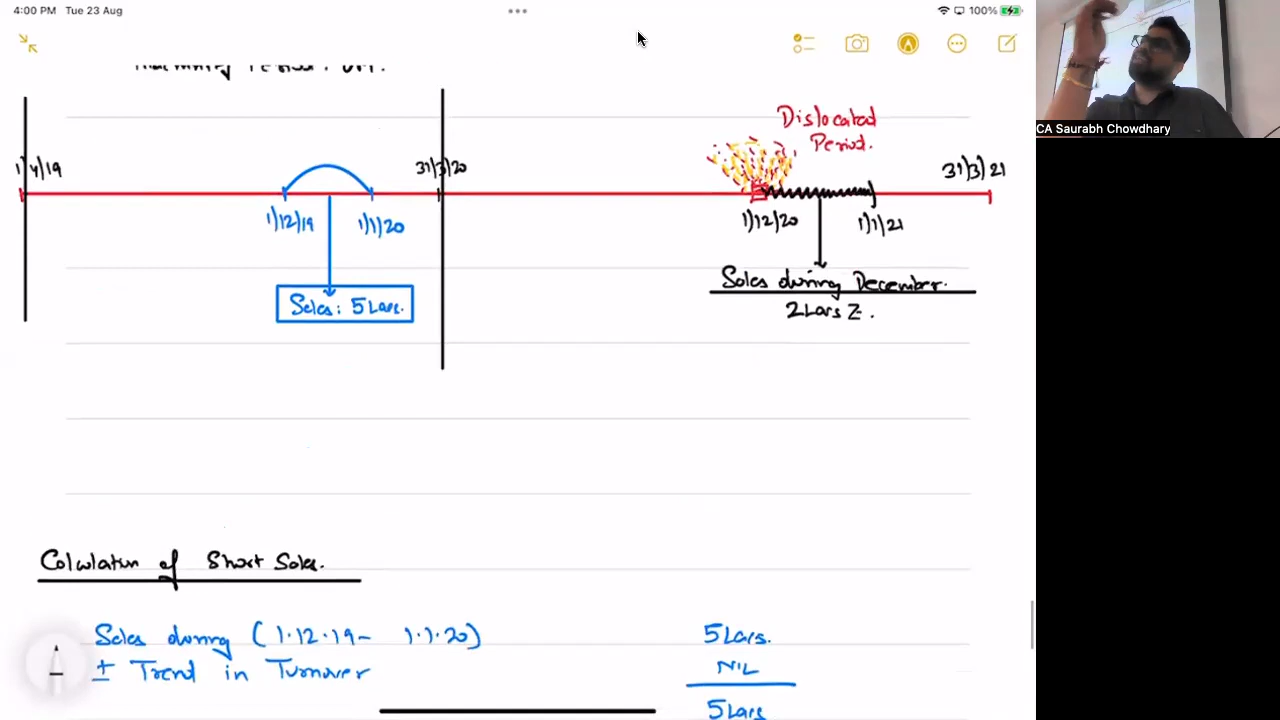 4:00 PM Tue 23 Aug
100%
CA Saurabh Chowdhary
Dislocated
Period.
1/4/19
31/3/20
31/3/21
1/12/19
1/1/20
1/12/20
1/1/21
Sales: 5 Lacs.
Sales during December.
2 Lacs
Calculation of Short Sales.
Sales during (1.12.19- 1.1.20) 5 Lacs.
± Trend in Turnover NIL
5 Lacs